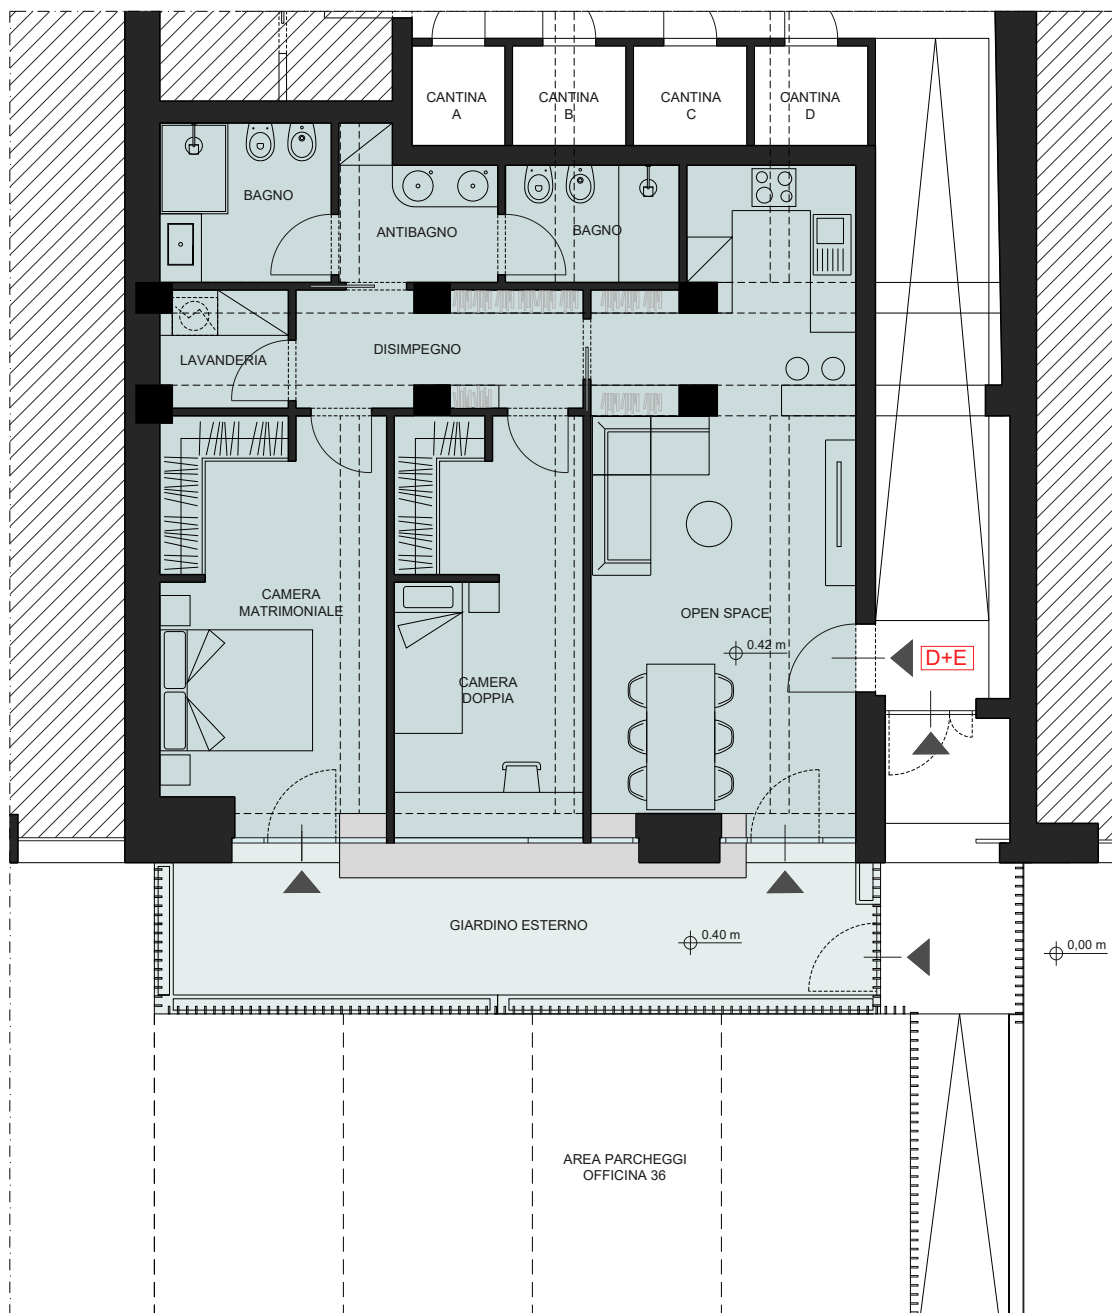 CANTINA
A
CANTINA
B
CANTINA
C
CANTINA
D
BAGNO
ANTIBAGNO
BAGNO
LAVANDERIA
DISIMPEGNO
CAMERA
MATRIMONIALE
OPEN SPACE
0.42 m
D+E
CAMERA
DOPPIA
GIARDINO ESTERNO
0.40 m
0,00 m
AREA PARCHEGGI
OFFICINA 36